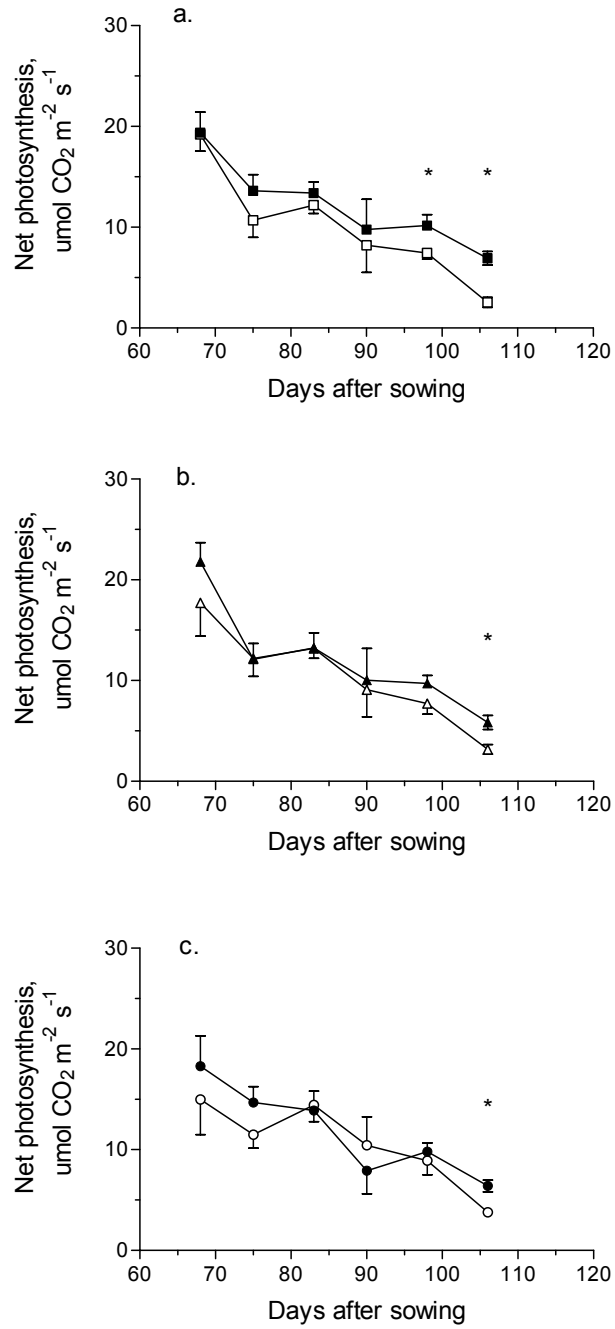 a.
Net photosynthesis,
umol CO₂ m⁻² s⁻¹
30
20
10
0
* *
60 70 80 90 100 110 120
Days after sowing
b.
Net photosynthesis,
umol CO₂ m⁻² s⁻¹
30
20
10
0
*
60 70 80 90 100 110 120
Days after sowing
c.
Net photosynthesis,
umol CO₂ m⁻² s⁻¹
30
20
10
0
*
60 70 80 90 100 110 120
Days after sowing